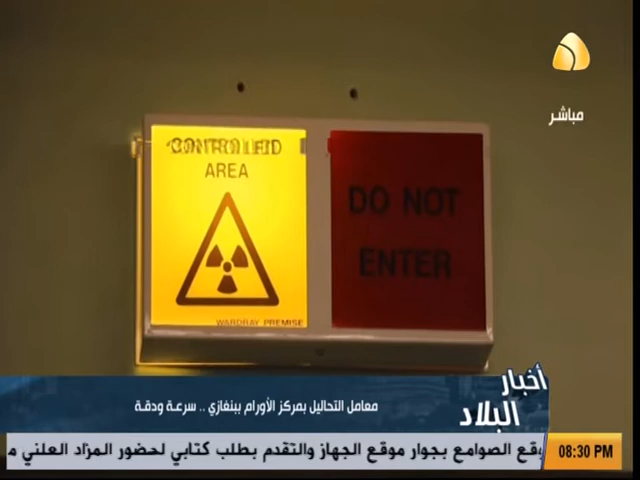 مباشر
CONTROLLED
AREA
DO NOT
ENTER
WARDRAY PREMISE
أخبار
البلاد
معامل التحاليل بمركز الأورام ببنغازي .. سرعة ودقة
الصوامع بجوار موقع الجهاز والتقدم بطلب كتابي لحضور المزاد العلني
08:30 PM